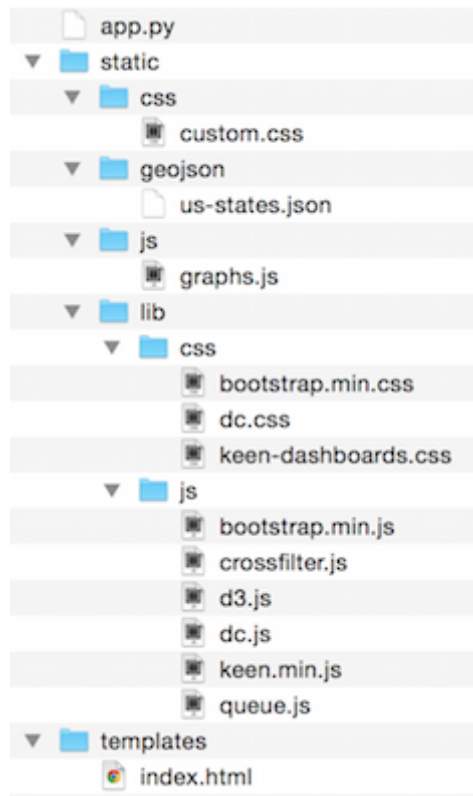 app.py
static
css
custom.css
geojson
us-states.json
js
graphs.js
lib
css
bootstrap.min.css
dc.css
keen-dashboards.css
js
bootstrap.min.js
crossfilter.js
d3.js
dc.js
keen.min.js
queue.js
templates
index.html